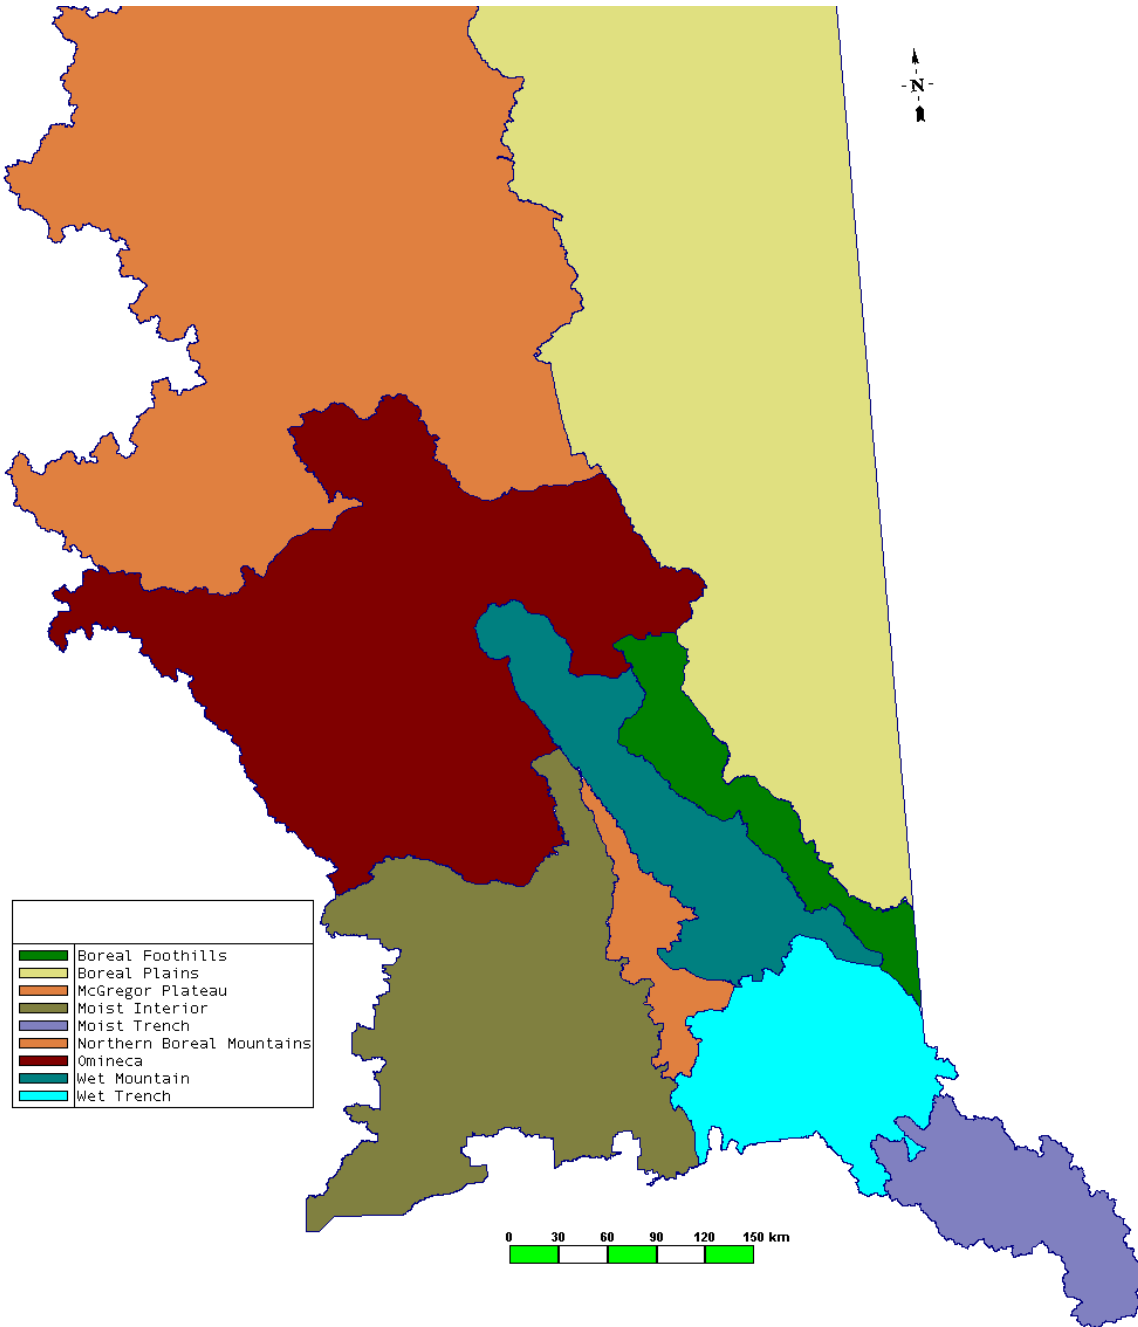 N
Boreal Foothills
Boreal Plains
McGregor Plateau
Moist Interior
Moist Trench
Northern Boreal Mountains
Omineca
Wet Mountain
Wet Trench
0 30 60 90 120 150 km